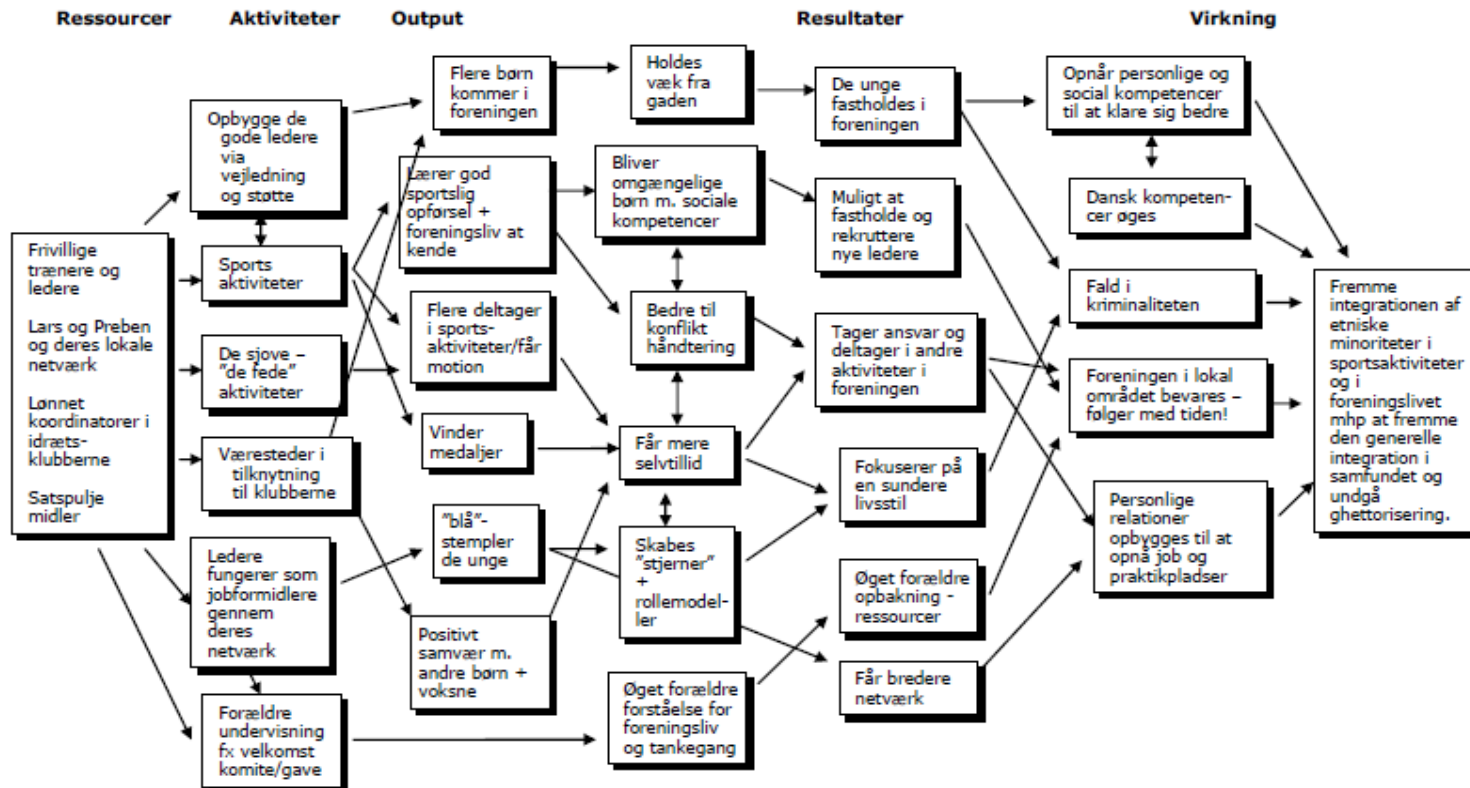 Ressourcer
Aktiviteter
Output
Resultater
Virkning
Frivillige
trænere og
ledere
Lars og Preben
og deres lokale
netværk
Lønnet
koordinatorer i
idræts-
klubberne
Satspulje
midler
Opbygge de
gode ledere
via
vejledning
og støtte
Sports
aktiviteter
De sjove –
"de fede"
aktiviteter
Væresteder i
tilknytning
til klubberne
Ledere
fungerer som
jobformidlere
gennem
deres
netværk
Forældre
undervisning
fx velkomst
komite/gave
Flere børn
kommer i
foreningen
Lærer god
sportslig
opførsel +
foreningsliv at
kende
Flere deltager
i sports-
aktiviteter/får
motion
Vinder
medaljer
"blå"-
stempler
de unge
Positivt
samvær m.
andre børn +
voksne
Holdes
væk fra
gaden
Bliver
omgængelige
børn m. sociale
kompetencer
Bedre til
konflikt
håndtering
Får mere
selvtillid
Skabes
"stjerner"
+
rollemodel-
ler
Øget forældre
forståelse for
foreningsliv
og tankegang
De unge
fastholdes i
foreningen
Muligt at
fastholde og
rekruttere
nye ledere
Tager ansvar og
deltager i andre
aktiviteter i
foreningen
Fokuserer på
en sundere
livsstil
Øget forældre
opbakning -
ressourcer
Får bredere
netværk
Opnår personlige og
social kompetencer
til at klare sig bedre
Dansk kompeten-
cer øges
Fald i
kriminaliteten
Foreningen i lokal
området bevares –
følger med tiden!
Personlige
relationer
opbygges til at
opnå job og
praktikpladser
Fremme
integrationen af
etniske
minoriteter i
sportsaktiviteter
og i
foreningslivet
mhp at fremme
den generelle
integration i
samfundet og
undgå
ghettorisering.